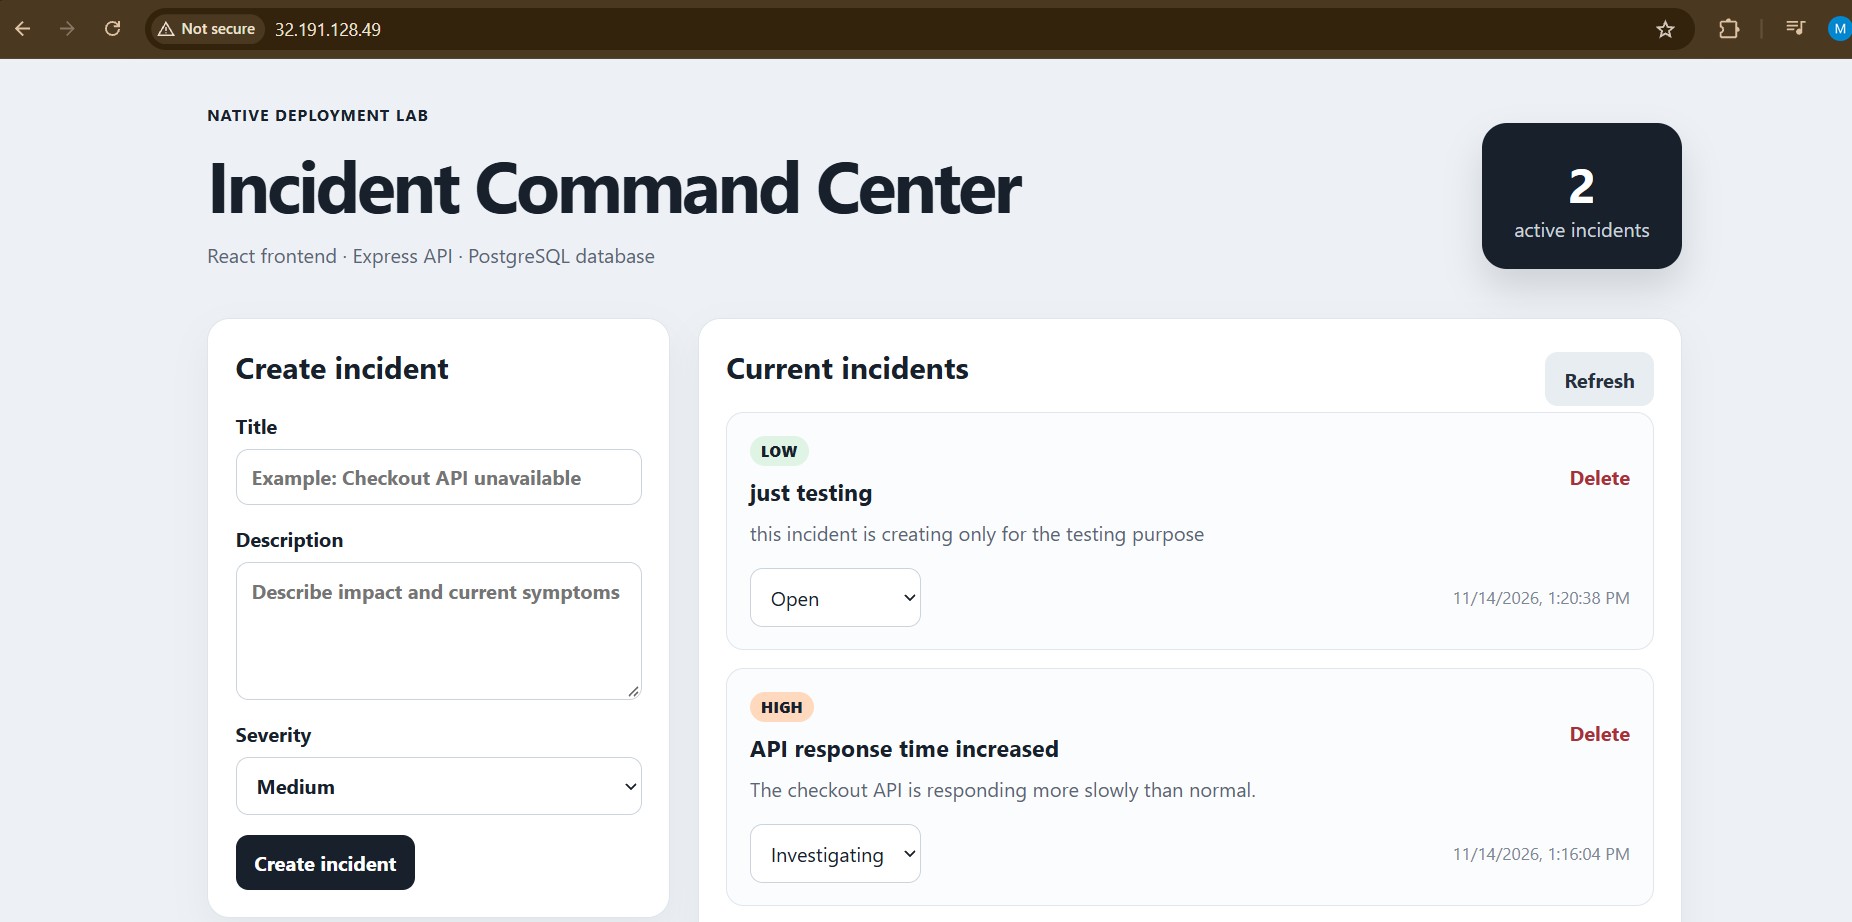 Not secure
32.191.128.49
M
NATIVE DEPLOYMENT LAB
Incident Command Center
React frontend · Express API · PostgreSQL database
2
active incidents
Create incident
Title
Example: Checkout API unavailable
Description
Describe impact and current symptoms
Severity
Medium
Create incident
Current incidents
Refresh
LOW
just testing
Delete
this incident is creating only for the testing purpose
Open
11/14/2026, 1:20:38 PM
HIGH
API response time increased
Delete
The checkout API is responding more slowly than normal.
Investigating
11/14/2026, 1:16:04 PM